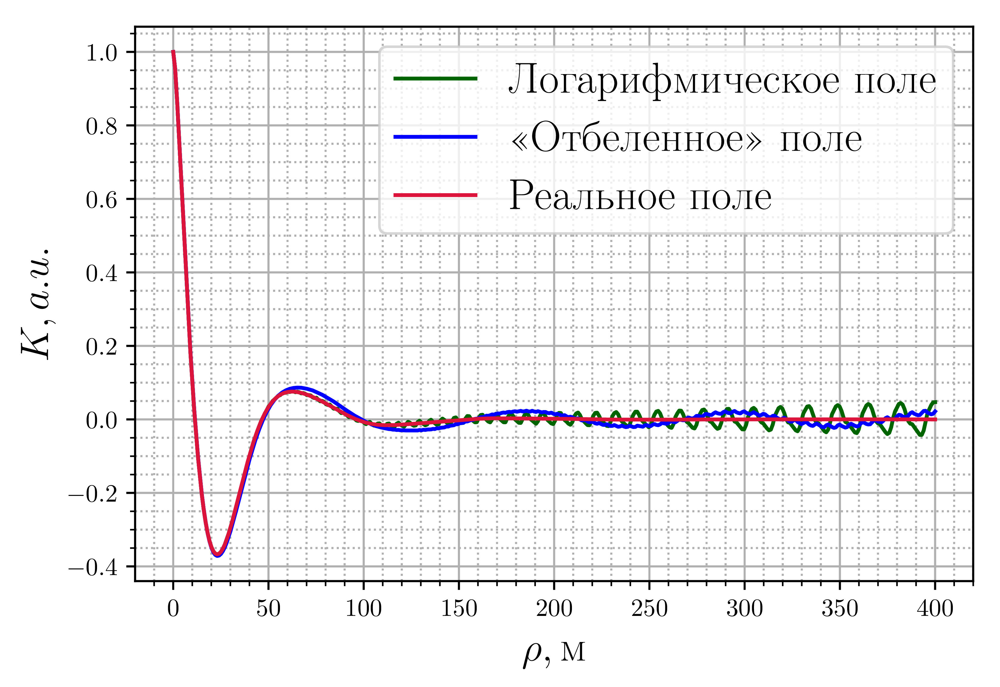 1.0
0.8
0.6
0.4
0.2
0.0
−0.2
−0.4
K, a.u.
Логарифмическое поле
«Отбеленное» поле
Реальное поле
0 50 100 150 200 250 300 350 400
ρ, м